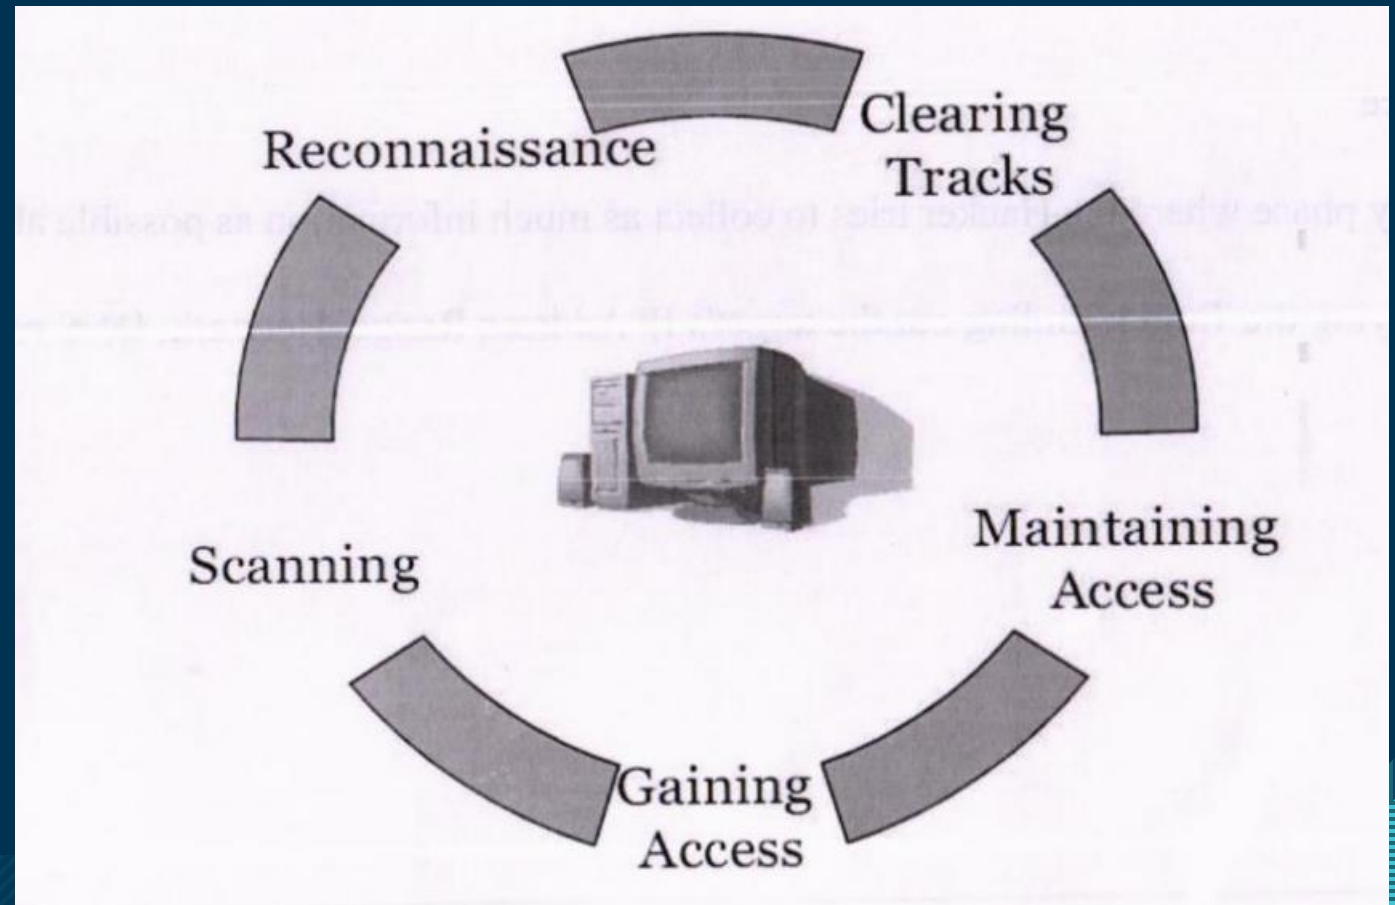 Reconnaissance
Clearing
Tracks
Scanning
Maintaining
Access
Gaining
Access